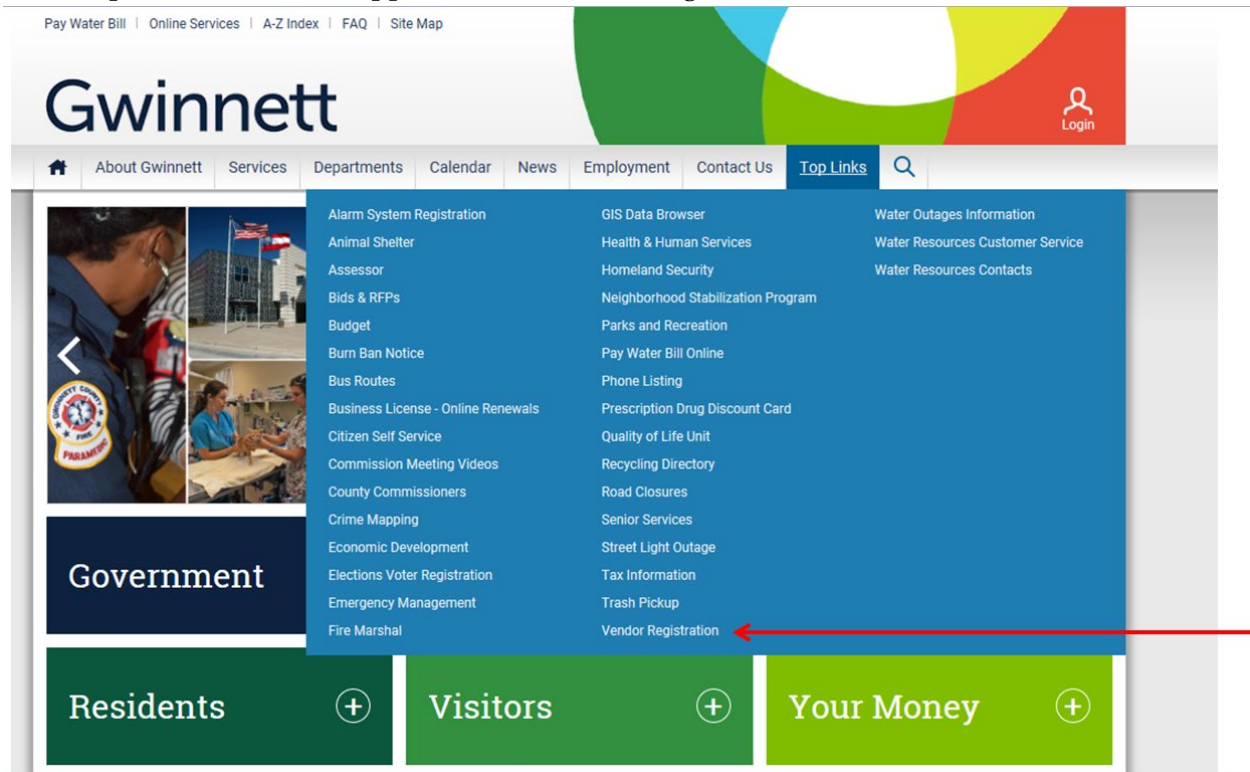 Pay Water Bill | Online Services | A-Z Index | FAQ | Site Map
Gwinnett
Login
About Gwinnett Services Departments Calendar News Employment Contact Us Top Links
Alarm System Registration
Animal Shelter
Assessor
Bids & RFPs
Budget
Burn Ban Notice
Bus Routes
Business License - Online Renewals
Citizen Self Service
Commission Meeting Videos
County Commissioners
Crime Mapping
Economic Development
Elections Voter Registration
Emergency Management
Fire Marshal
GIS Data Browser
Health & Human Services
Homeland Security
Neighborhood Stabilization Program
Parks and Recreation
Pay Water Bill Online
Phone Listing
Prescription Drug Discount Card
Quality of Life Unit
Recycling Directory
Road Closures
Senior Services
Street Light Outage
Tax Information
Trash Pickup
Vendor Registration
Water Outages Information
Water Resources Customer Service
Water Resources Contacts
GWINNETT COUNTY
FIRE
PARAMEDIC
Government
Residents
Visitors
Your Money